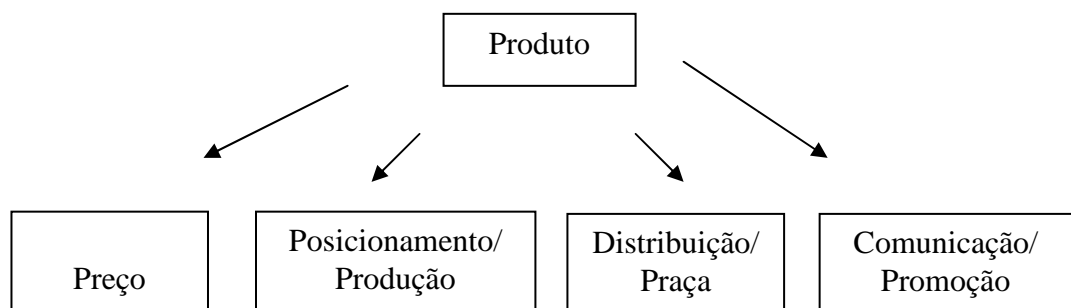 Produto
Preço
Posicionamento/
Produção
Distribuição/
Praça
Comunicação/
Promoção